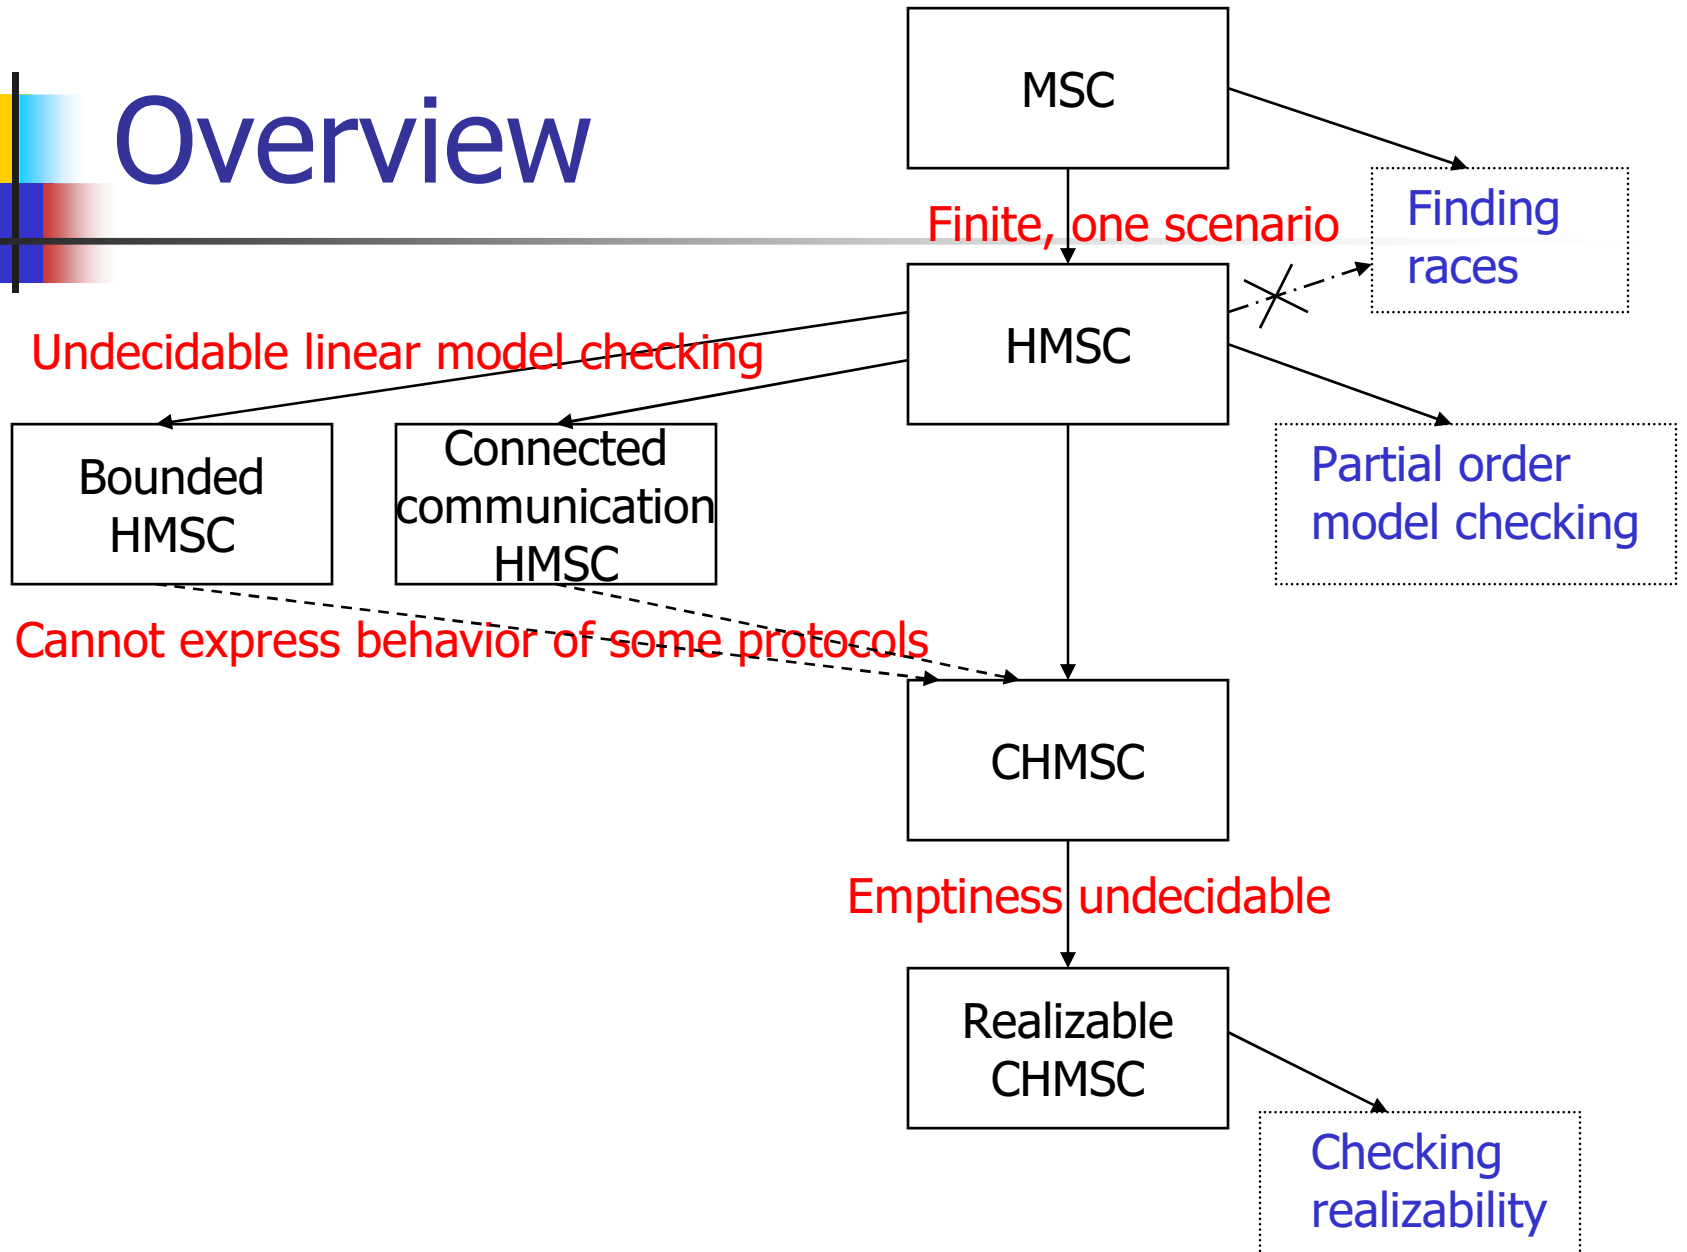 Overview
MSC
Finite, one scenario
Finding
races
HMSC
Undecidable linear model checking
Bounded
HMSC
Connected
communication
HMSC
Partial order
model checking
Cannot express behavior of some protocols
CHMSC
Emptiness undecidable
Realizable
CHMSC
Checking
realizability